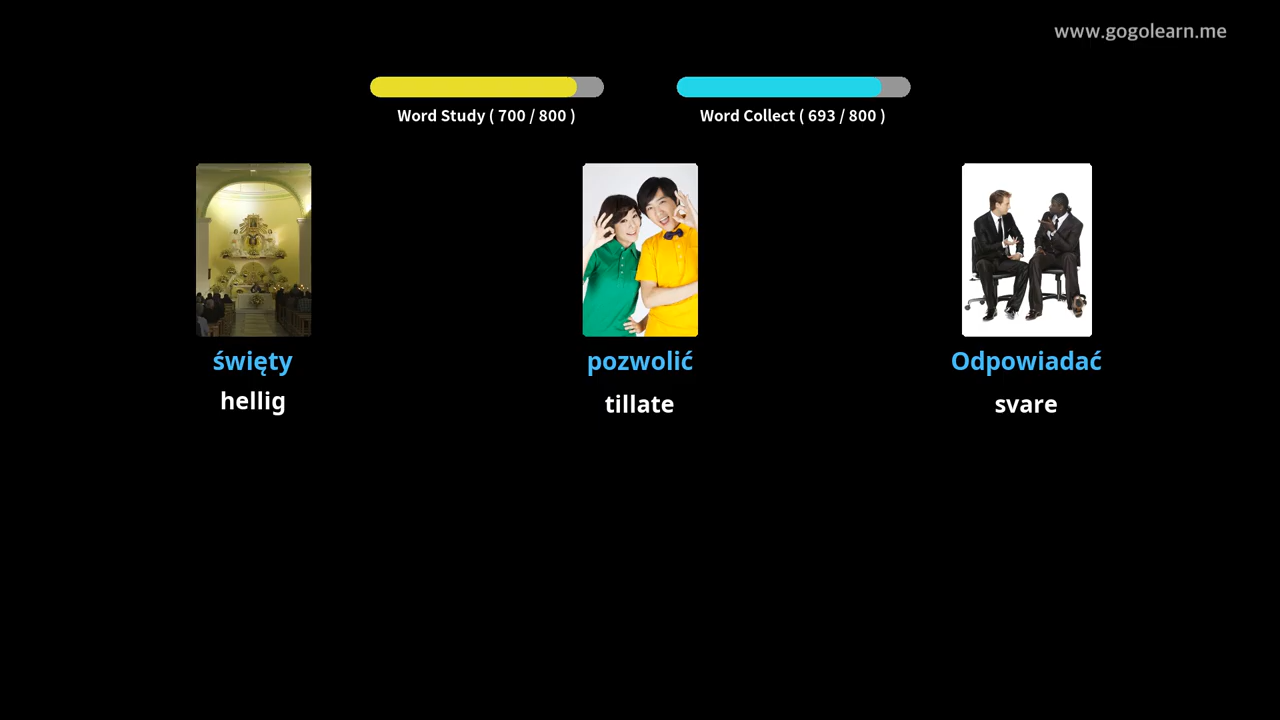 www.gogolearn.me
Word Study ( 700 / 800 )
Word Collect ( 693 / 800 )
święty
pozwolić
Odpowiadać
hellig
tillate
svare